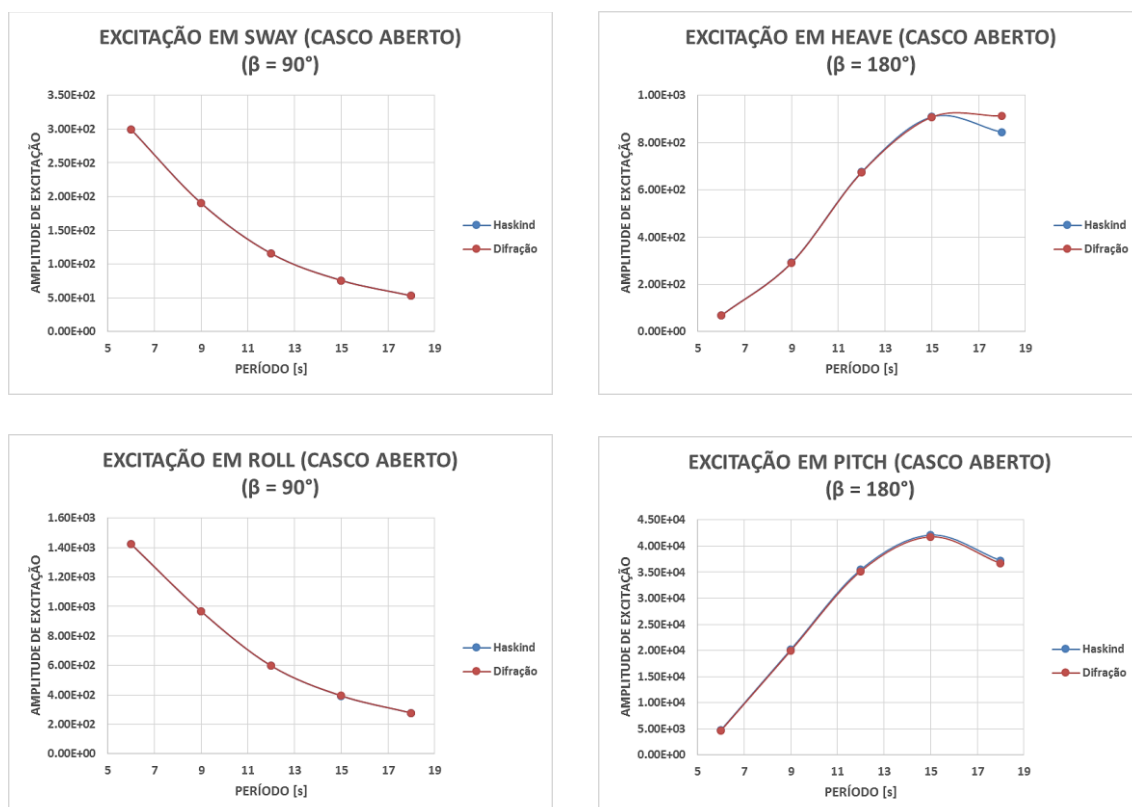 EXCITAÇÃO EM SWAY (CASCO ABERTO)
(β = 90°)
AMPLITUDE DE EXCITAÇÃO
3.50E+02
3.00E+02
2.50E+02
2.00E+02
1.50E+02
1.00E+02
5.00E+01
0.00E+00
5 7 9 11 13 15 17 19
PERÍODO [s]
Haskind
Difração
EXCITAÇÃO EM HEAVE (CASCO ABERTO)
(β = 180°)
AMPLITUDE DE EXCITAÇÃO
1.00E+03
8.00E+02
6.00E+02
4.00E+02
2.00E+02
0.00E+00
5 7 9 11 13 15 17 19
PERÍODO [s]
Haskind
Difração
EXCITAÇÃO EM ROLL (CASCO ABERTO)
(β = 90°)
AMPLITUDE DE EXCITAÇÃO
1.60E+03
1.40E+03
1.20E+03
1.00E+03
8.00E+02
6.00E+02
4.00E+02
2.00E+02
0.00E+00
5 7 9 11 13 15 17 19
PERÍODO [s]
Haskind
Difração
EXCITAÇÃO EM PITCH (CASCO ABERTO)
(β = 180°)
AMPLITUDE DE EXCITAÇÃO
4.50E+04
4.00E+04
3.50E+04
3.00E+04
2.50E+04
2.00E+04
1.50E+04
1.00E+04
5.00E+03
0.00E+00
5 7 9 11 13 15 17 19
PERÍODO [s]
Haskind
Difração